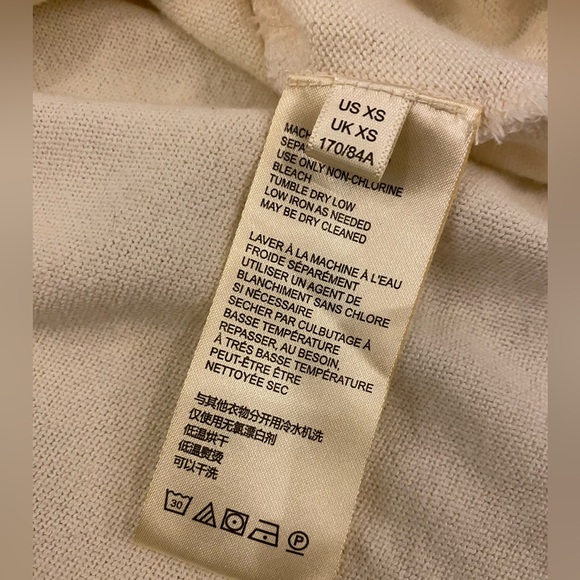 US XS
UK XS
170/84A
MACH
SEPA
USE ONLY NON-CHLORINE
BLEACH
TUMBLE DRY LOW
LOW IRON AS NEEDED
MAY BE DRY CLEANED
LAVER À LA MACHINE À L'EAU
FROIDE SÉPARÉMENT
UTILISER UN AGENT DE
BLANCHIMENT SANS CHLORE
SI NÉCESSAIRE
SECHER PAR CULBUTAGE À
BASSE TEMPÉRATURE
REPASSER, AU BESOIN,
À TRÈS BASSE TEMPÉRATURE
PEUT-ÊTRE ÊTRE
NETTOYÉE SEC
与其他衣物分开用冷水机洗
仅使用无氯漂白剂
低温烘干
低温熨烫
可以干洗
30 P